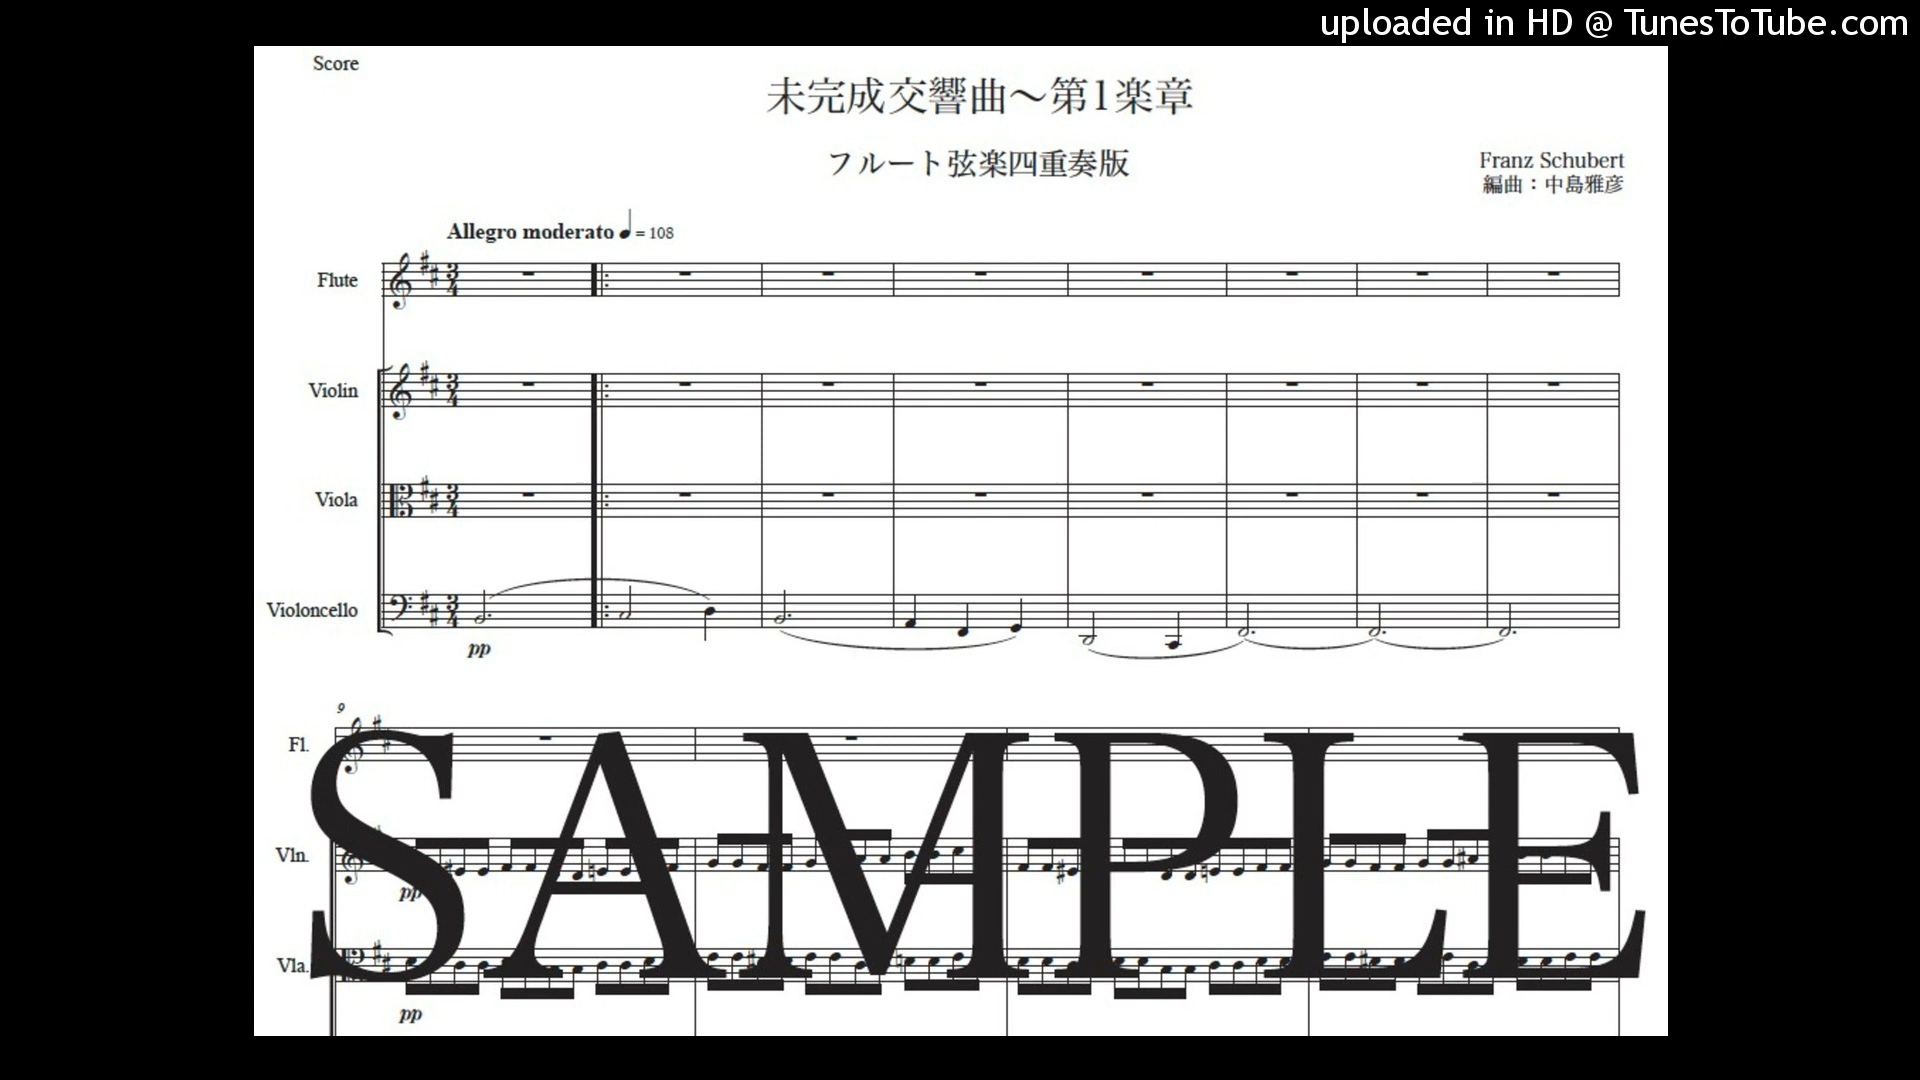 uploaded in HD @ TunesToTube.com
Score
未完成交響曲～第1楽章
フルート弦楽四重奏版
Franz Schubert
編曲：中島雅彦
Allegro moderato ♩= 108
Flute
Violin
Viola
Violoncello
pp
9
Fl.
Vln.
pp
Vla.
pp
SAMPLE